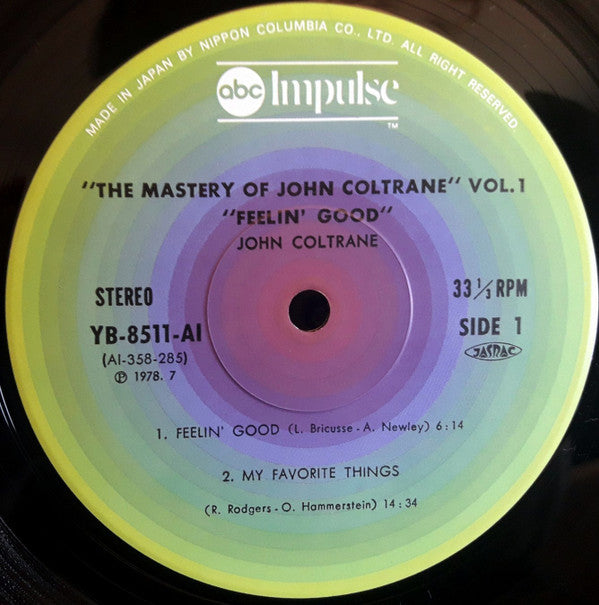 MADE IN JAPAN BY NIPPON COLUMBIA CO., LTD. ALL RIGHT RESERVED.
abc Impulse
TM
"THE MASTERY OF JOHN COLTRANE" VOL.1
"FEELIN' GOOD"
JOHN COLTRANE
STEREO
33 1/3 RPM
YB-8511-AI
SIDE 1
(AI-358-285)
JASRAC
Ⓟ 1978. 7
1. FEELIN' GOOD (L. Bricusse - A. Newley) 6:14
2. MY FAVORITE THINGS
(R. Rodgers - O. Hammerstein) 14:34